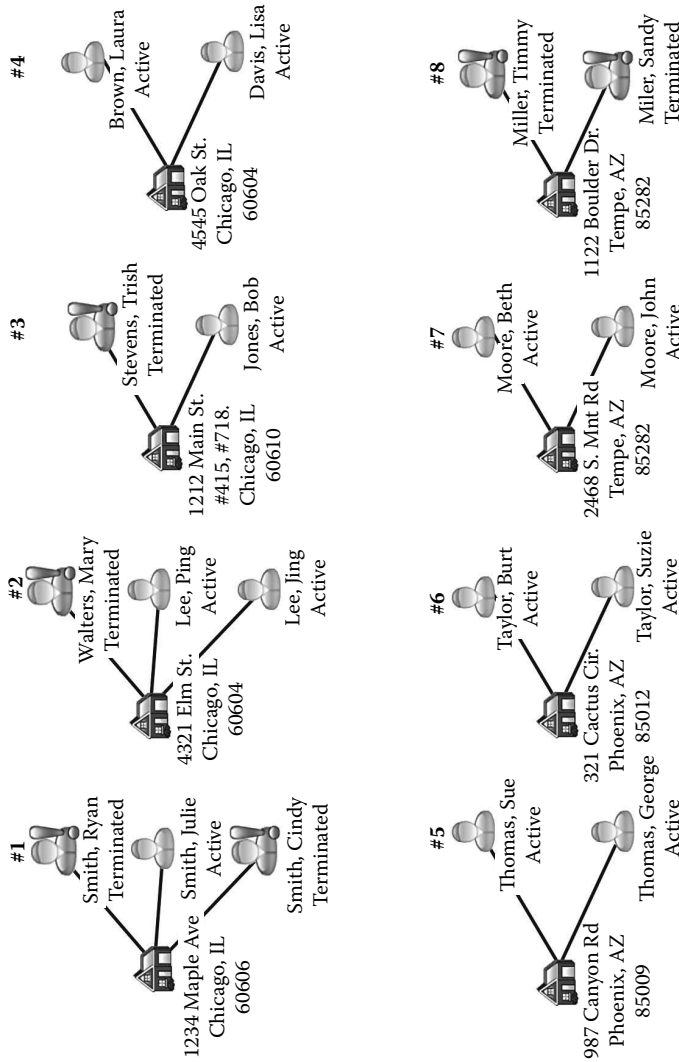 #1
Smith, Ryan
Terminated
Smith, Julie
Active
Smith, Cindy
Terminated
1234 Maple Ave
Chicago, IL
60606
#2
Walters, Mary
Terminated
Lee, Ping
Active
Lee, Jing
Active
4321 Elm St.
Chicago, IL
60604
#3
Stevens, Trish
Terminated
Jones, Bob
Active
1212 Main St.
#415, #718.
Chicago, IL
60610
#4
Brown, Laura
Active
Davis, Lisa
Active
4545 Oak St.
Chicago, IL
60604
#5
Thomas, Sue
Active
Thomas, George
Active
987 Canyon Rd
Phoenix, AZ
85009
#6
Taylor, Burt
Active
Taylor, Suzie
Active
321 Cactus Cir.
Phoenix, AZ
85012
#7
Moore, Beth
Active
Moore, John
Active
2468 S. Mnt Rd
Tempe, AZ
85282
#8
Miller, Timmy
Terminated
Miler, Sandy
Terminated
1122 Boulder Dr.
Tempe, AZ
85282